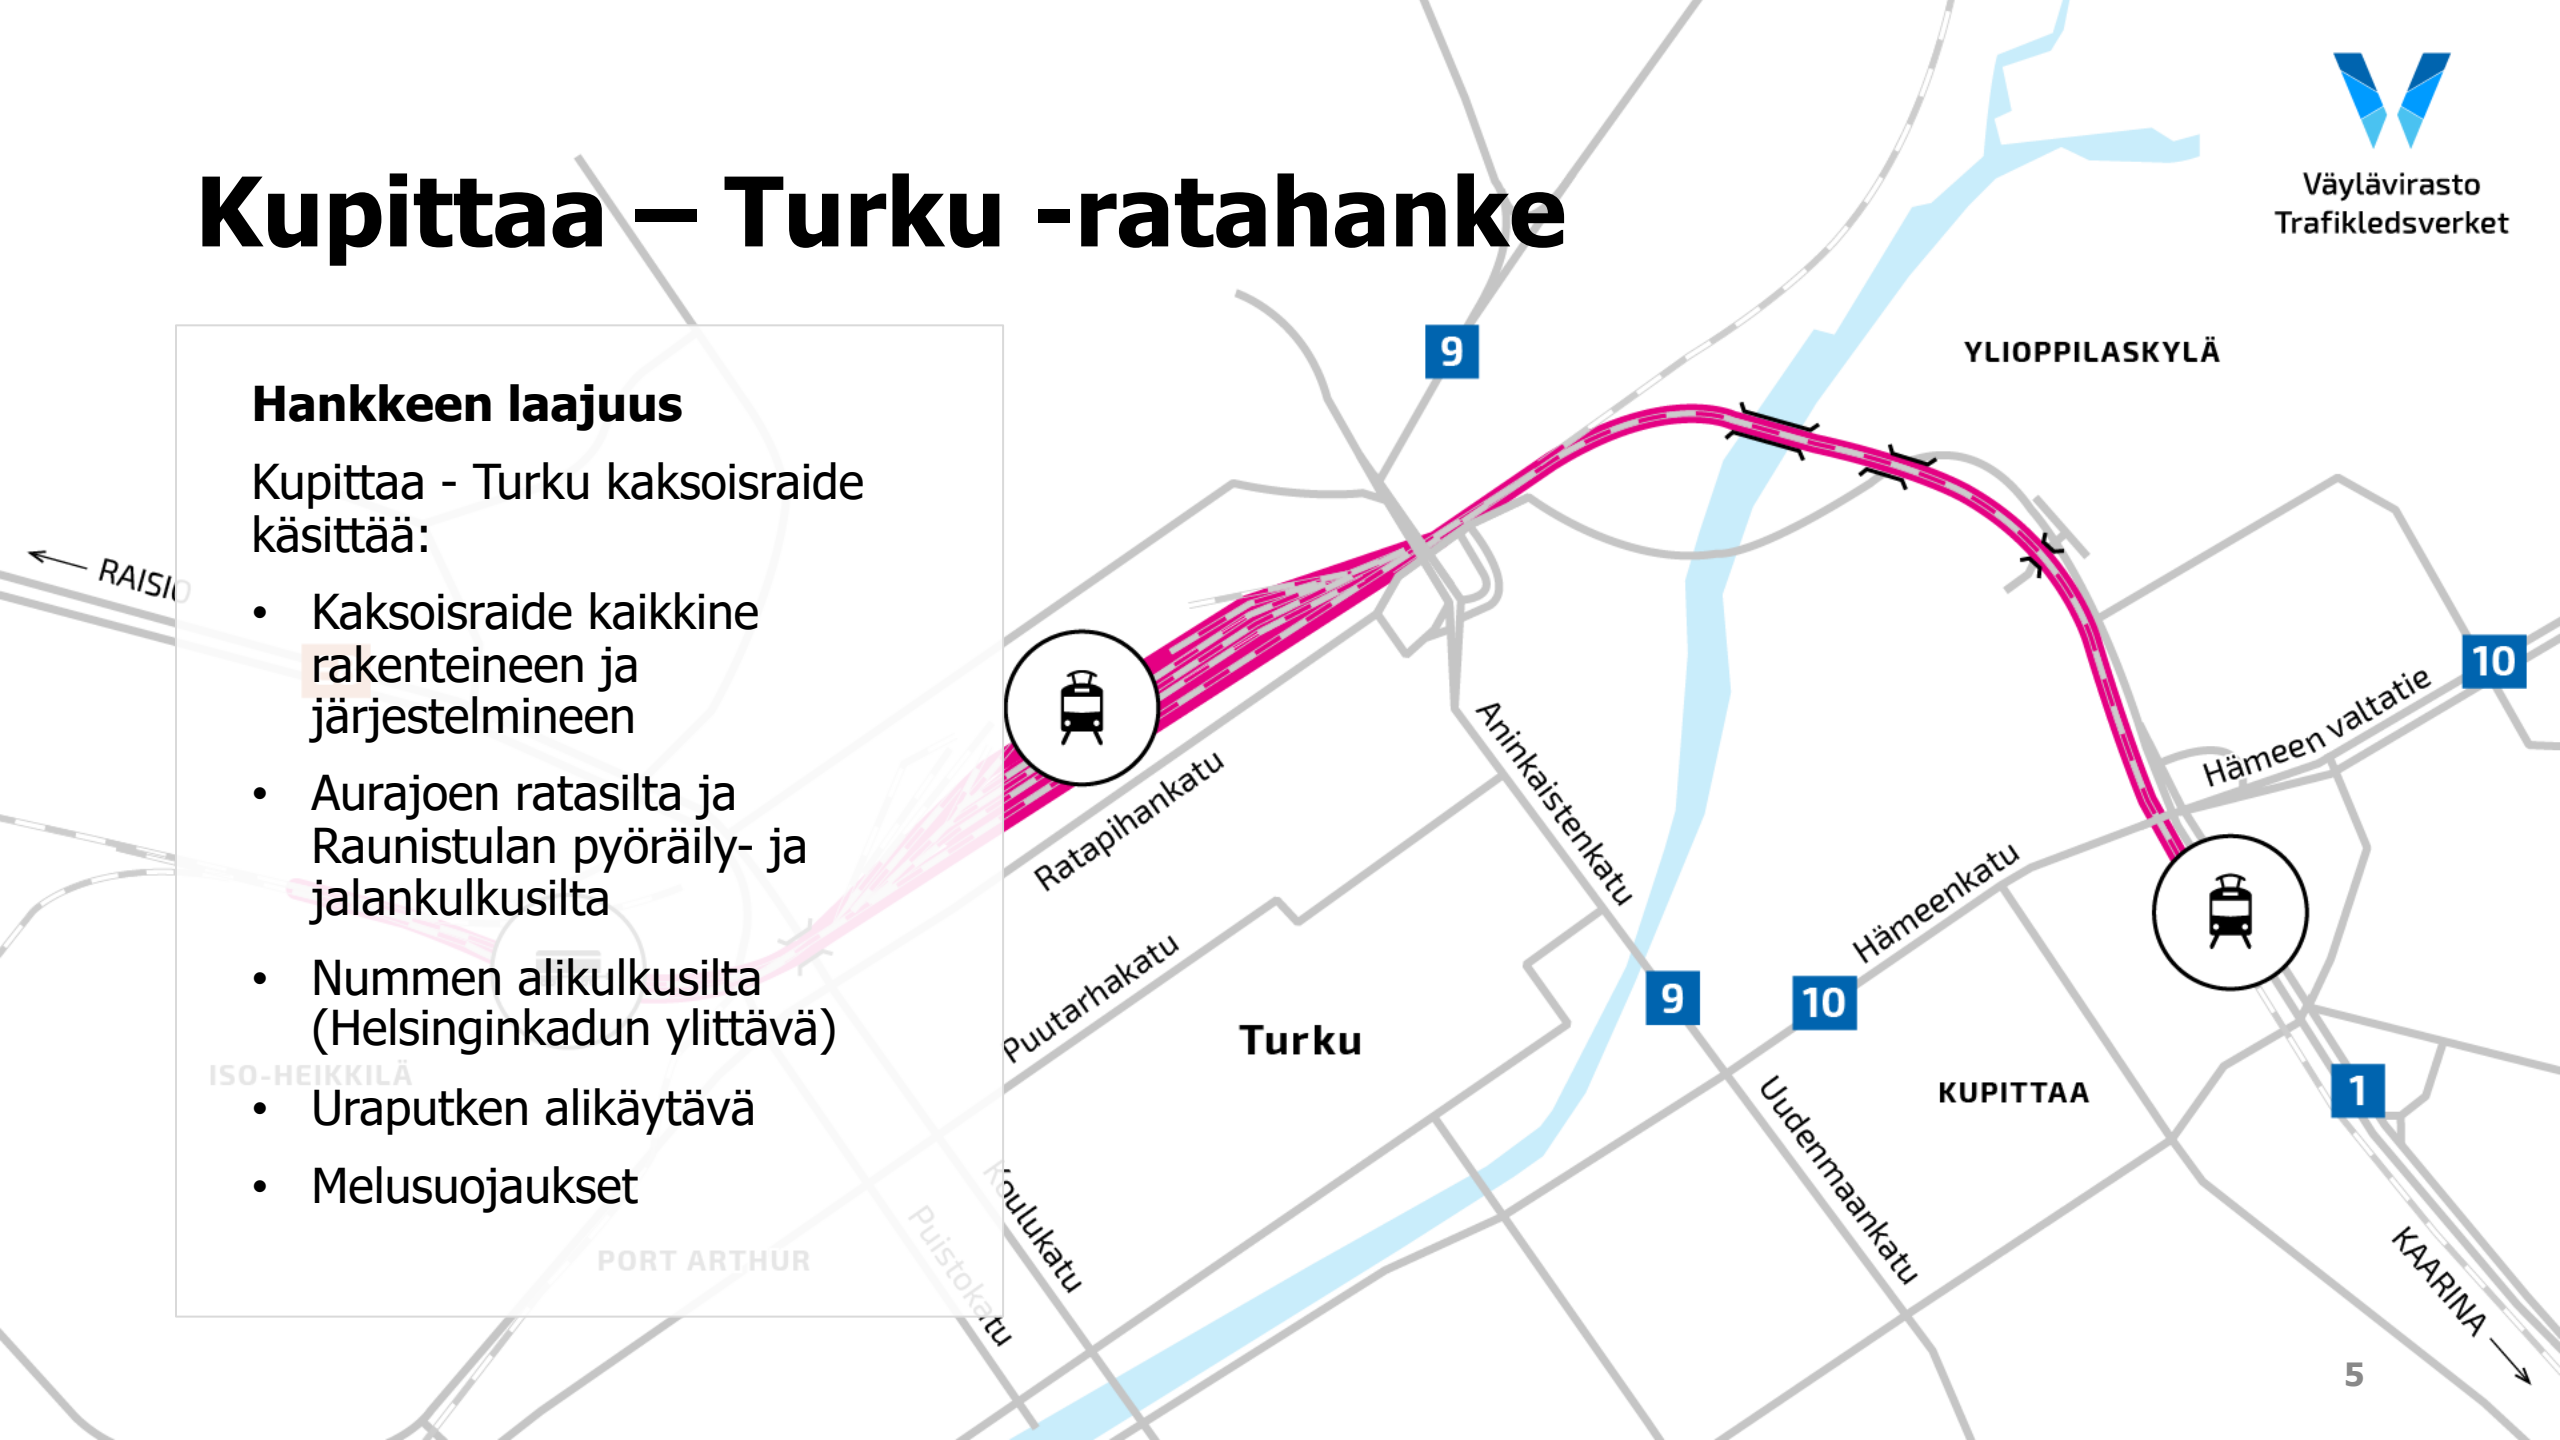 Kupittaa – Turku -ratahanke
Väylävirasto
Trafikledsverket
Hankkeen laajuus
Kupittaa - Turku kaksoisraide
käsittää:
• Kaksoisraide kaikkine
rakenteineen ja
järjestelmineen
• Aurajoen ratasilta ja
Raunistulan pyöräily- ja
jalankulkusilta
• Nummen alikulkusilta
(Helsinginkadun ylittävä)
• Uraputken alikäytävä
• Melusuojaukset
RAISIO
ISO-HEIKKILÄ
PORT ARTHUR
Puistokatu
Koulukatu
9
YLIOPPILASKYLÄ
10
Hämeen valtatie
Ratapihankatu
Aninkaistenkatu
Hämeenkatu
Puutarhakatu
Turku
9
10
KUPITTAA
1
Uudenmaankatu
KAARINA
5